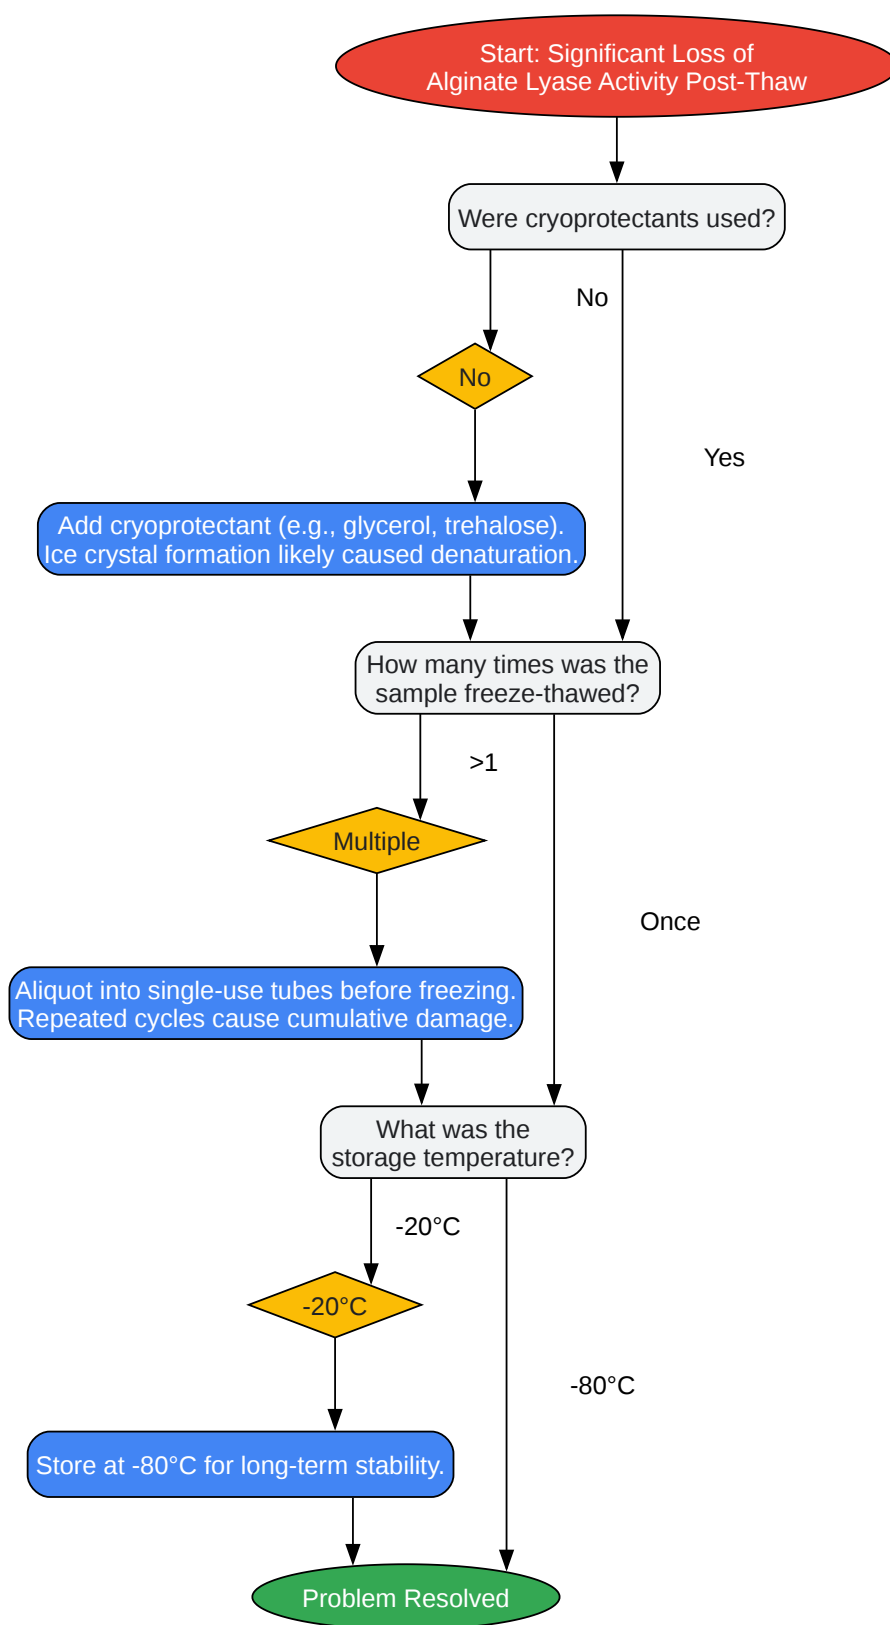 Start: Significant Loss of
Alginate Lyase Activity Post-Thaw
Were cryoprotectants used?
No
No
Yes
Add cryoprotectant (e.g., glycerol, trehalose).
Ice crystal formation likely caused denaturation.
How many times was the
sample freeze-thawed?
>1
Multiple
Once
Aliquot into single-use tubes before freezing.
Repeated cycles cause cumulative damage.
What was the
storage temperature?
-20°C
-20°C
-80°C
Store at -80°C for long-term stability.
Problem Resolved